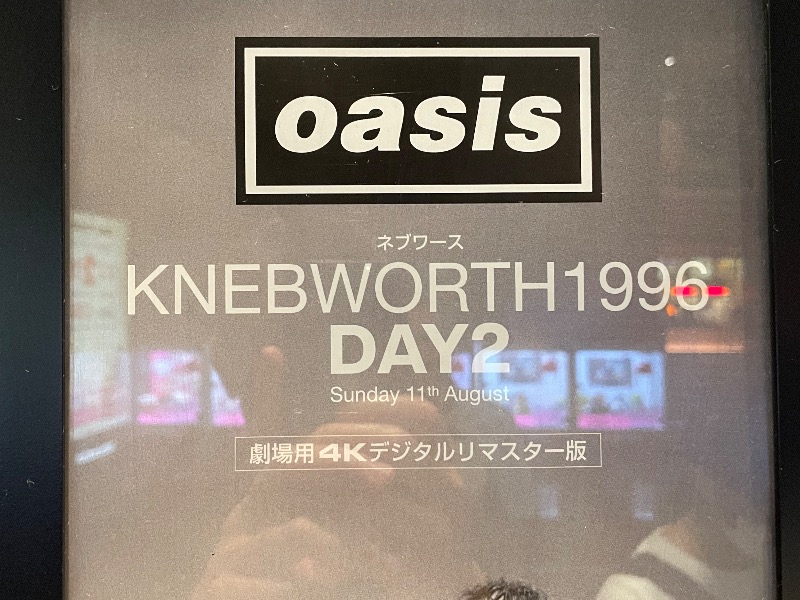 oasis
ネブワース
KNEBWORTH1996
DAY2
Sunday 11th August
劇場用4Kデジタルリマスター版